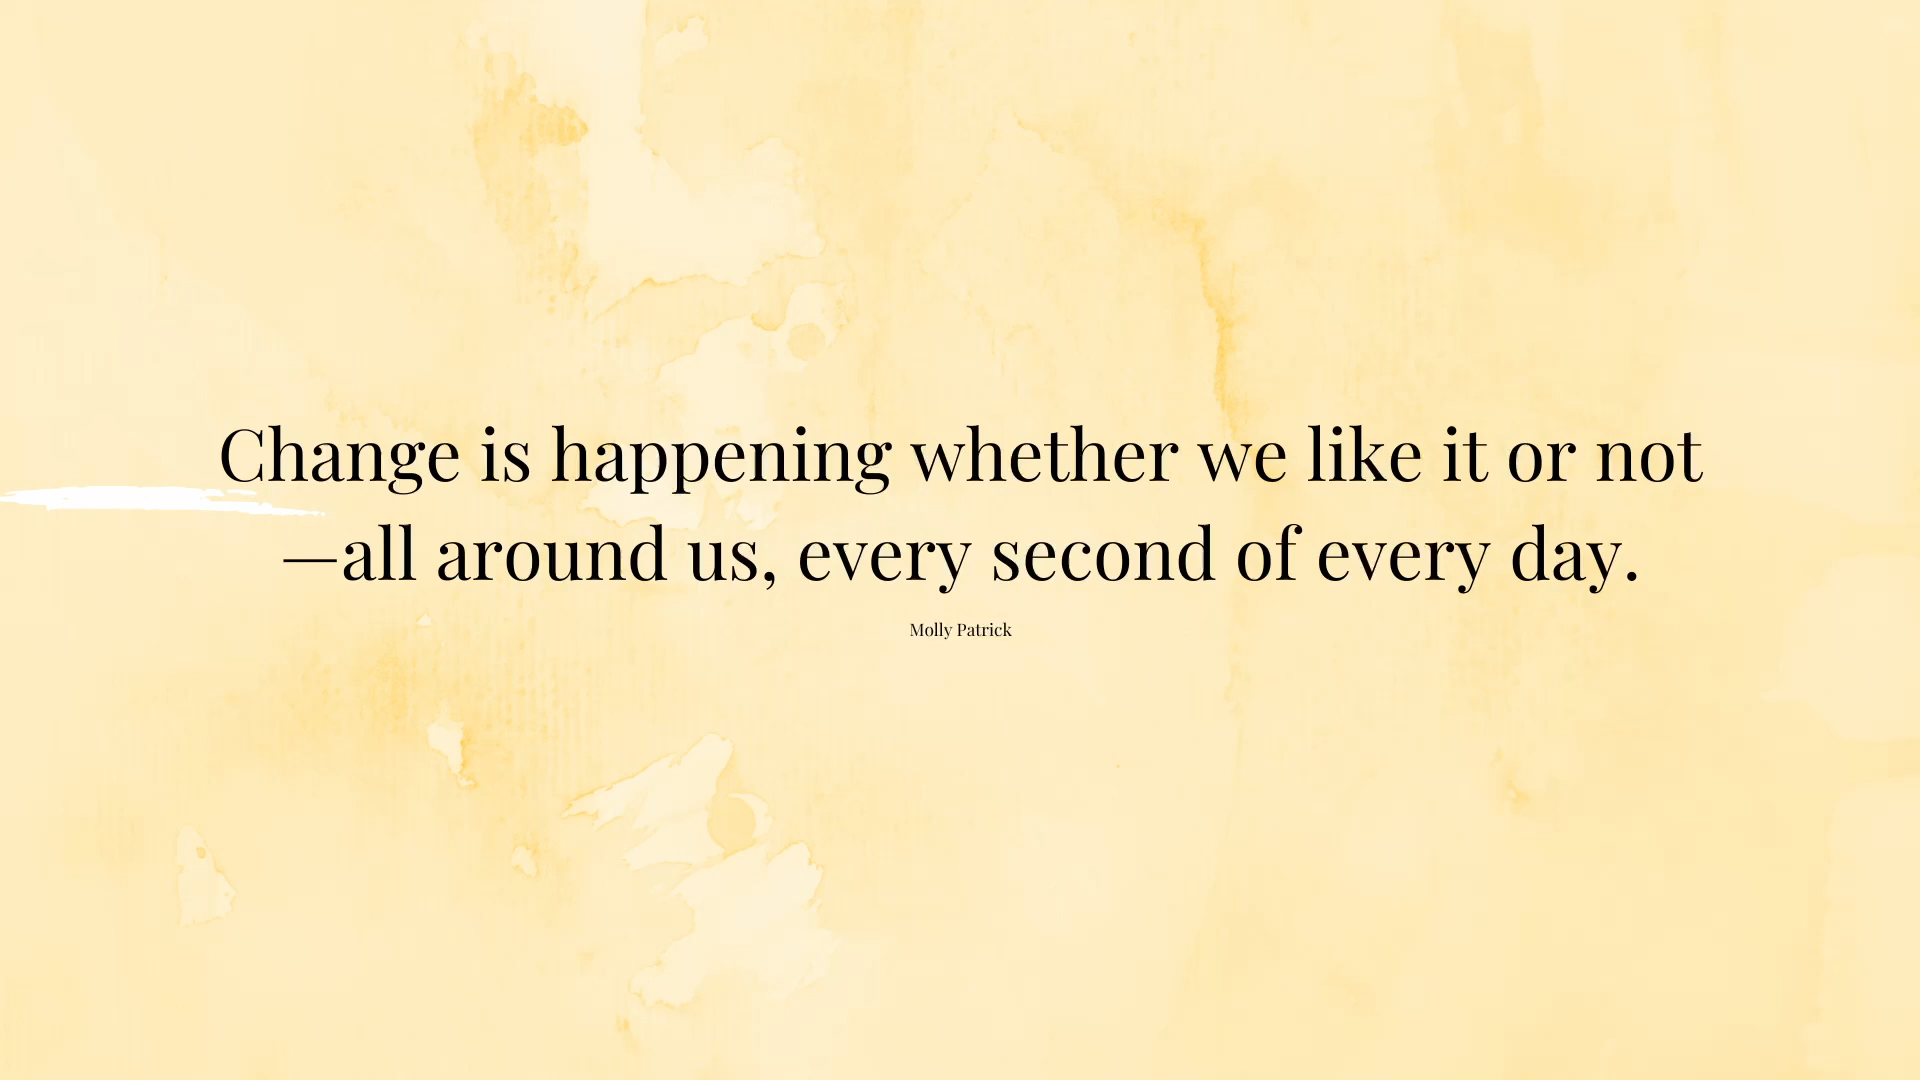 Change is happening whether we like it or not
—all around us, every second of every day.
Molly Patrick